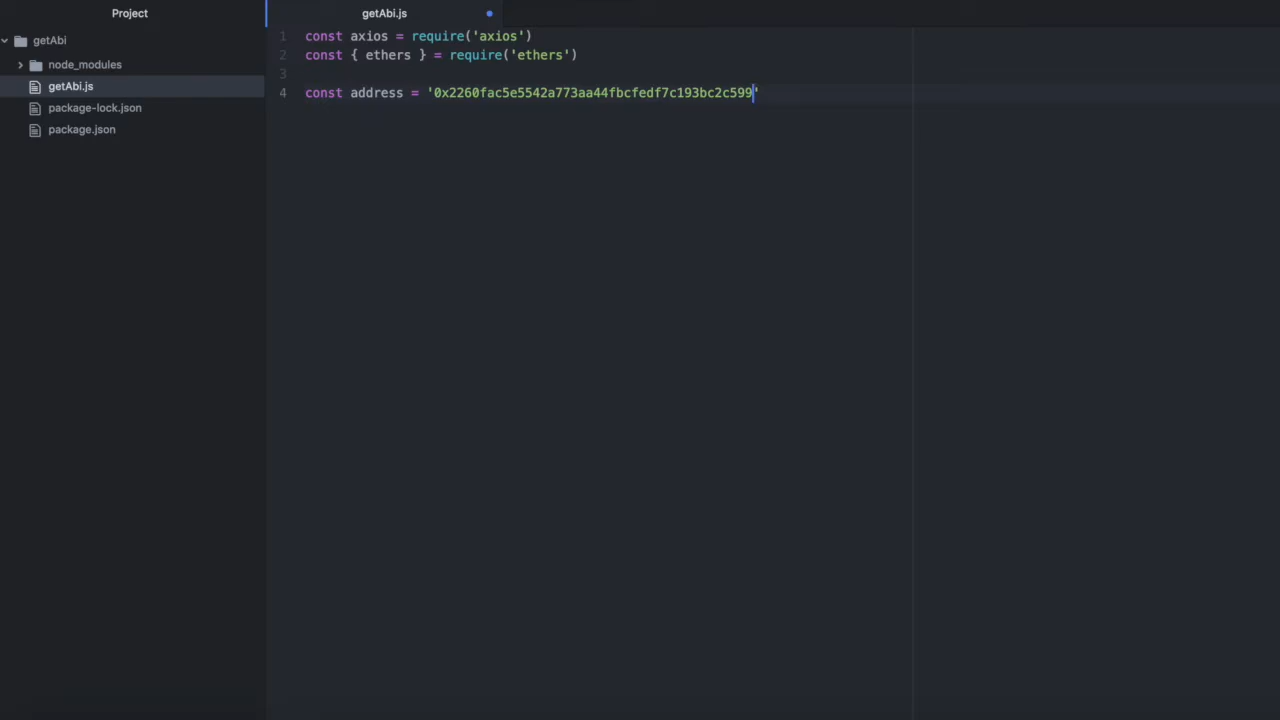 Project
getAbi
node_modules
getAbi.js
package-lock.json
package.json
getAbi.js
1 const axios = require('axios')
2 const { ethers } = require('ethers')
3
4 const address = '0x2260fac5e5542a773aa44fbcfedf7c193bc2c599'